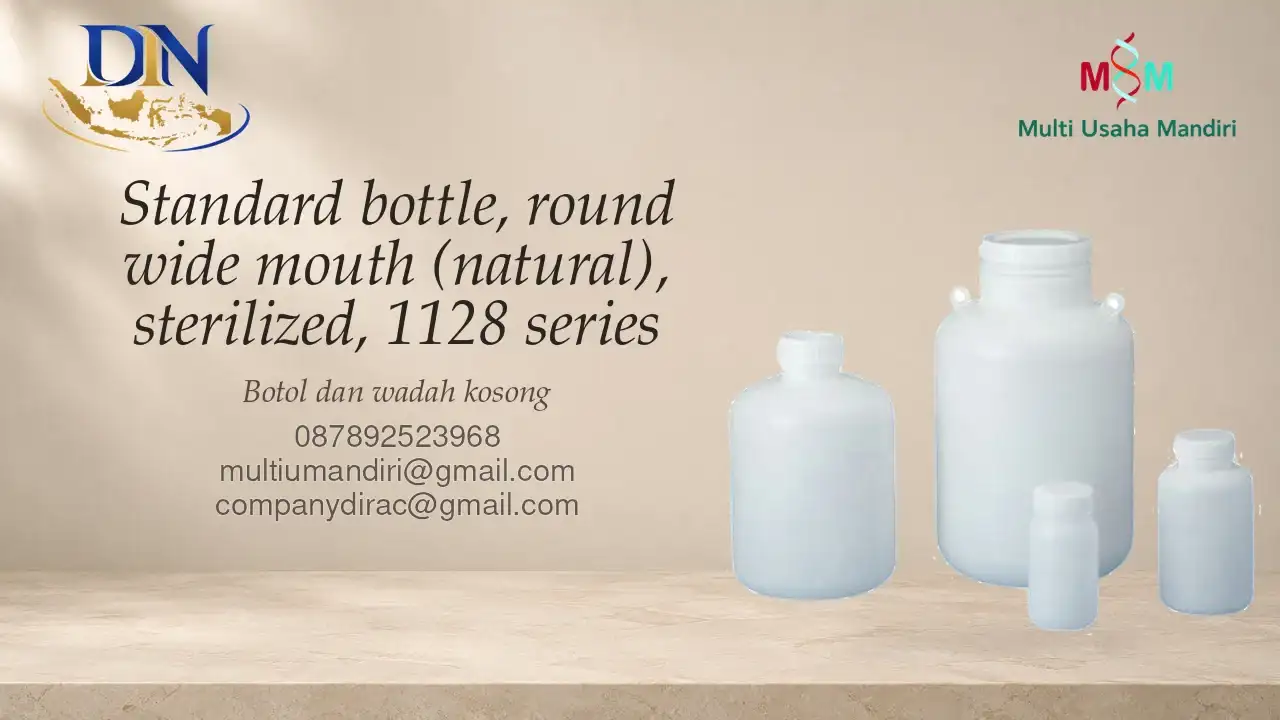 DIN
M M
Multi Usaha Mandiri
Standard bottle, round
wide mouth (natural),
sterilized, 1128 series
Botol dan wadah kosong
087892523968
multiumandiri@gmail.com
companydirac@gmail.com